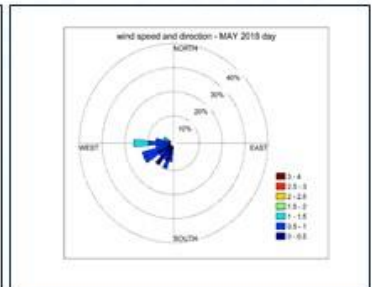 wind speed and direction - MAY 2018 day
NORTH
40%
30%
20%
10%
WEST
EAST
3 - 4
2.5 - 3
2 - 2.5
1.5 - 2
1 - 1.5
0.5 - 1
0 - 0.5
SOUTH